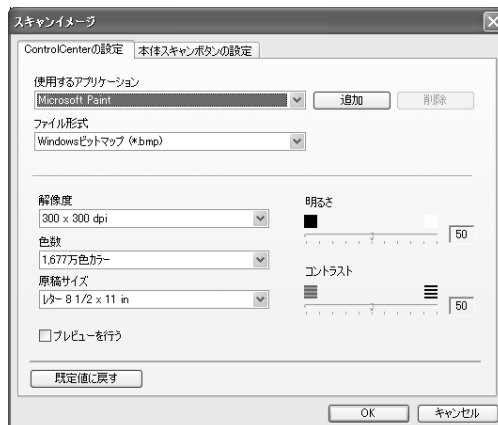 スキャンイメージ
ControlCenterの設定 本体スキャンボタンの設定
使用するアプリケーション
Microsoft Paint 追加 削除
ファイル形式
Windowsビットマップ (*.bmp)
解像度
300 x 300 dpi
色数
1,677万色カラー
原稿サイズ
レター 8 1/2 x 11 in
プレビューを行う
明るさ
50
コントラスト
50
既定値に戻す
OK キャンセル